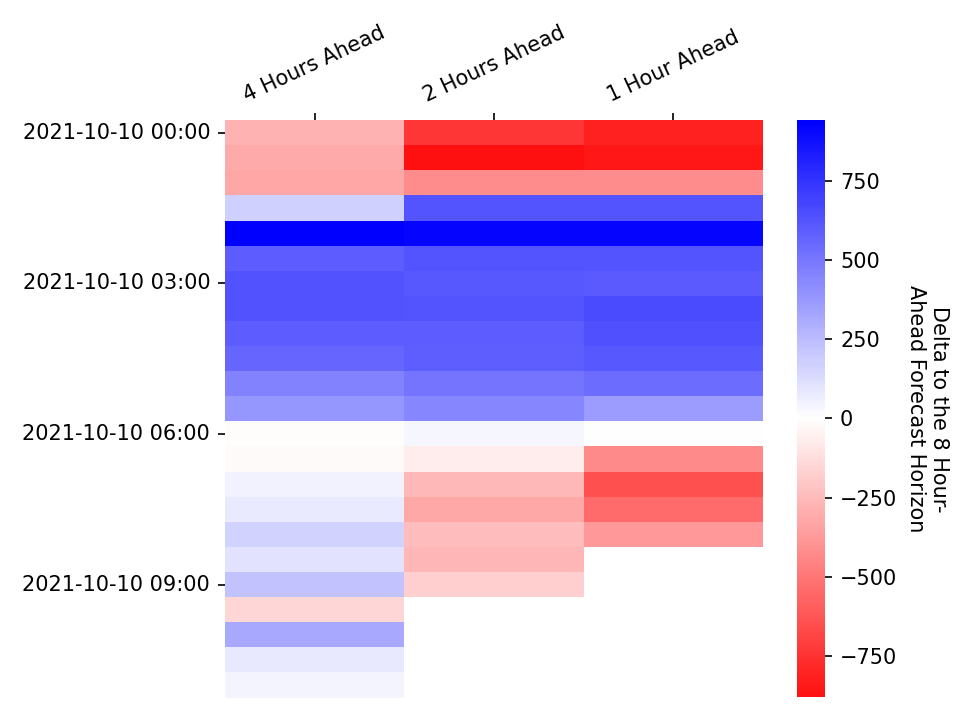 4 Hours Ahead
2 Hours Ahead
1 Hour Ahead
2021-10-10 00:00
2021-10-10 03:00
2021-10-10 06:00
2021-10-10 09:00
750
500
250
0
−250
−500
−750
Delta to the 8 Hour-
Ahead Forecast Horizon